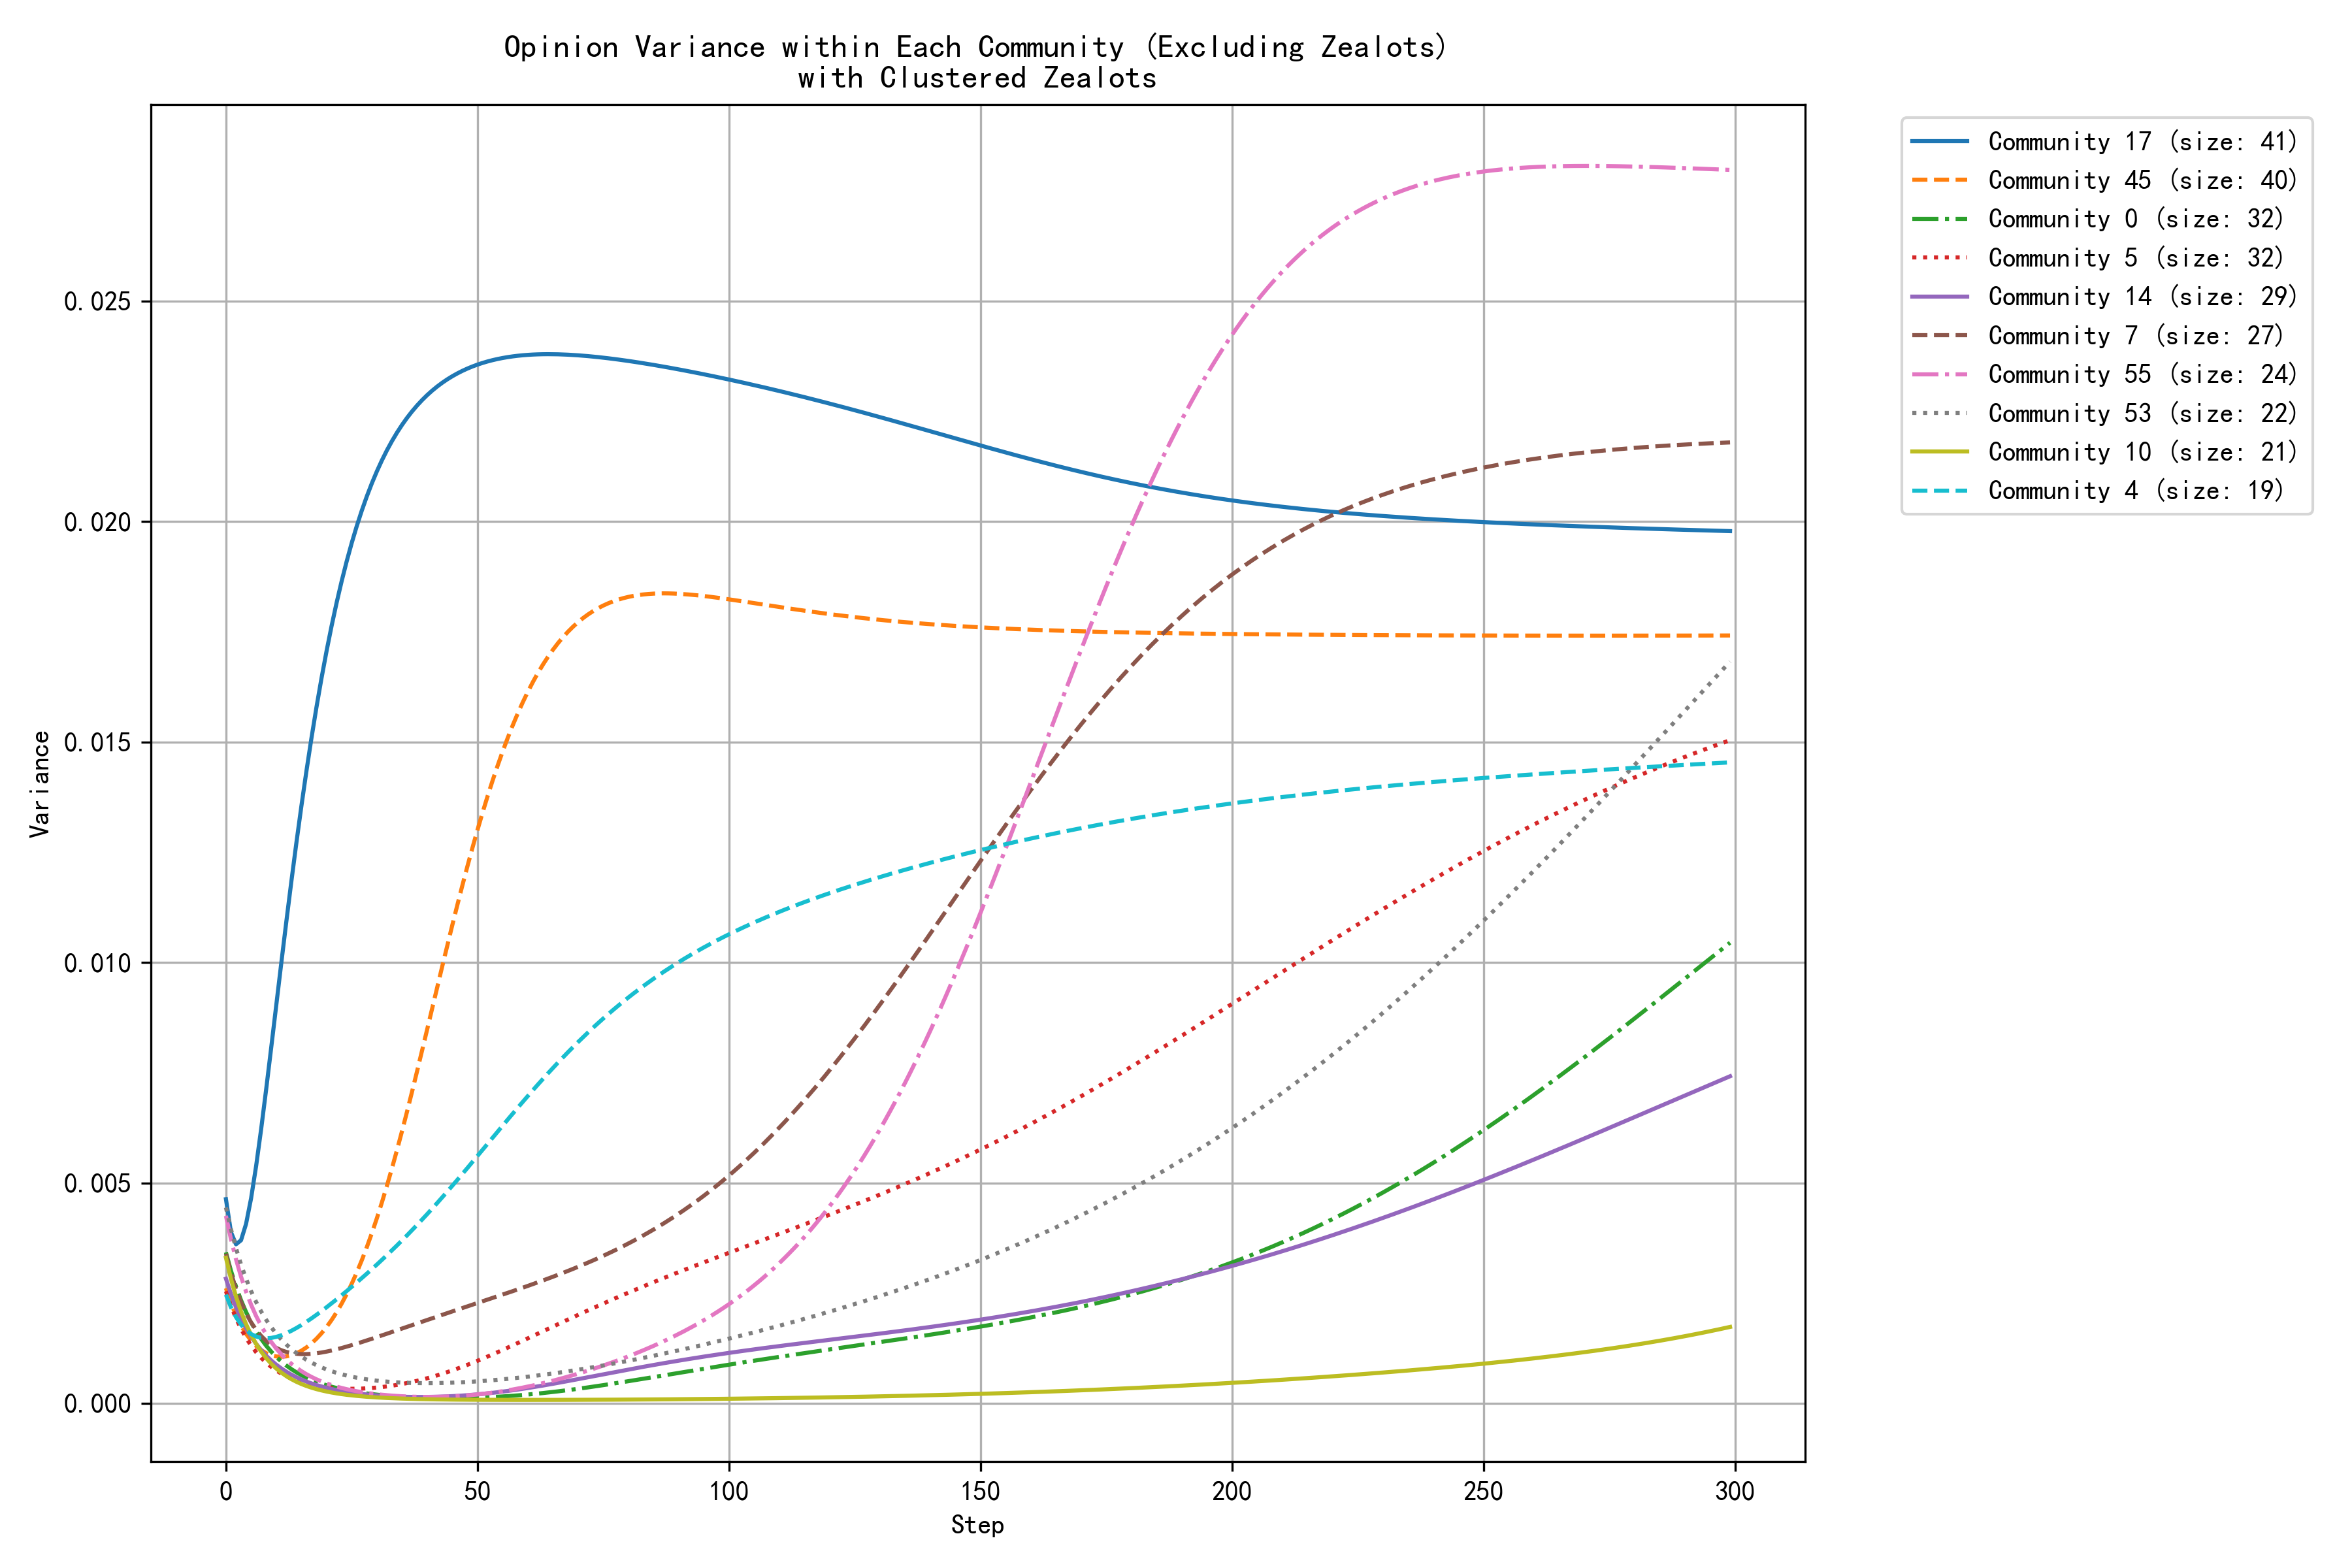 Opinion Variance within Each Community (Excluding Zealots)
with Clustered Zealots
Variance
0.025
0.020
0.015
0.010
0.005
0.000
0 50 100 150 200 250 300
Step
Community 17 (size: 41)
Community 45 (size: 40)
Community 0 (size: 32)
Community 5 (size: 32)
Community 14 (size: 29)
Community 7 (size: 27)
Community 55 (size: 24)
Community 53 (size: 22)
Community 10 (size: 21)
Community 4 (size: 19)